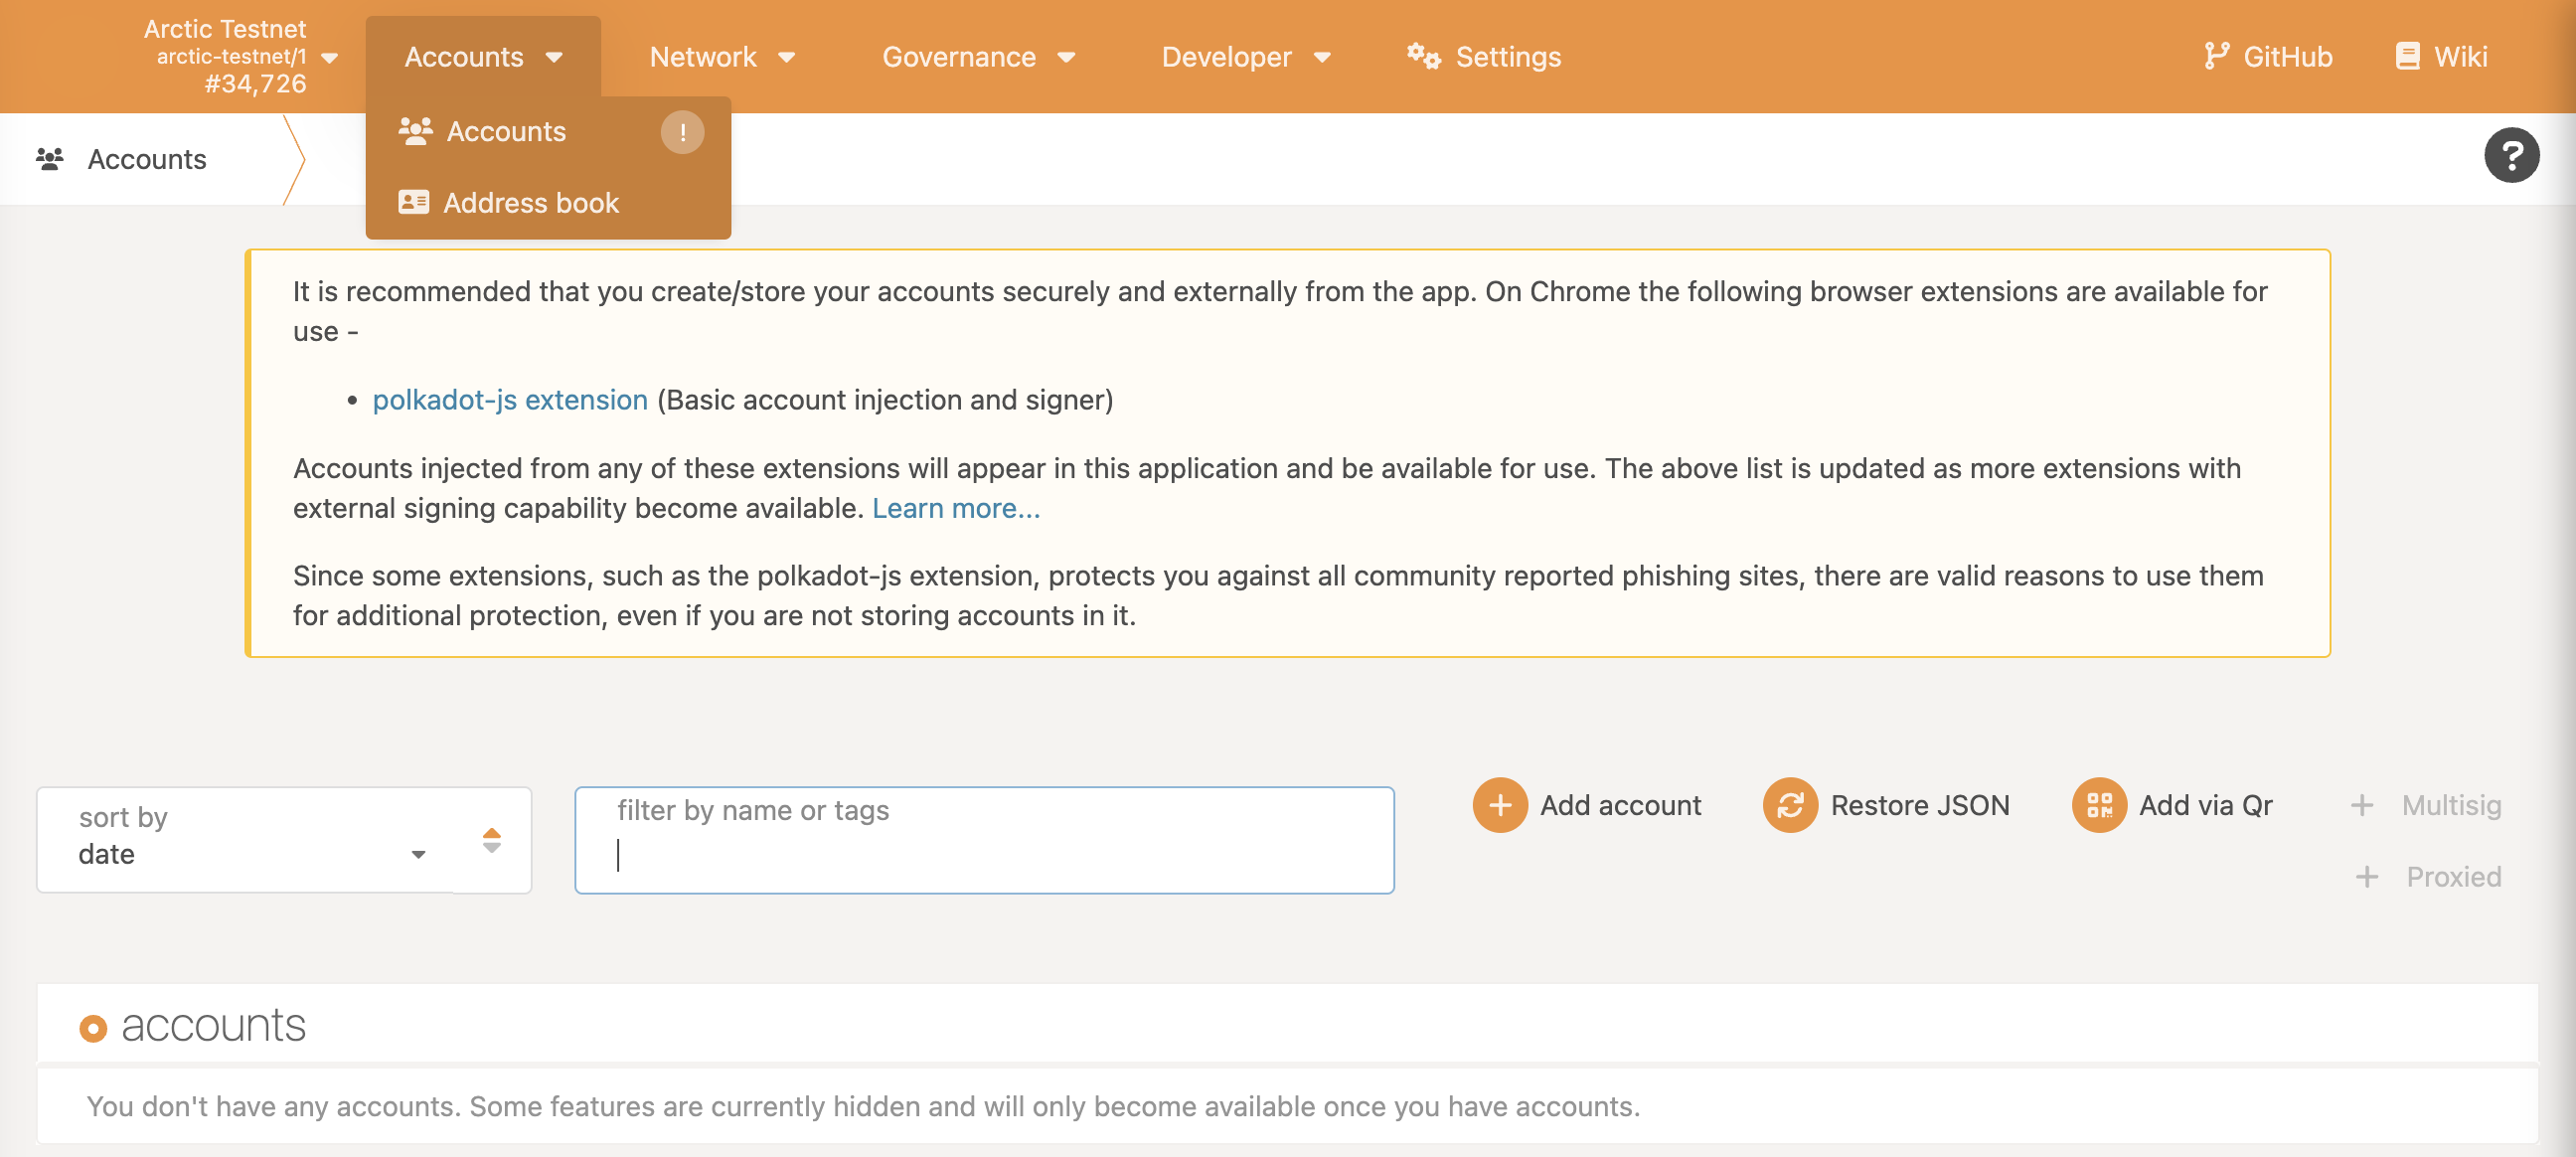 Arctic Testnet
arctic-testnet/1
#34,726
Accounts
Network
Governance
Developer
Settings
GitHub
Wiki
Accounts
Accounts
!
Address book
?
It is recommended that you create/store your accounts securely and externally from the app. On Chrome the following browser extensions are available for
use -
• polkadot-js extension (Basic account injection and signer)
Accounts injected from any of these extensions will appear in this application and be available for use. The above list is updated as more extensions with
external signing capability become available. Learn more...
Since some extensions, such as the polkadot-js extension, protects you against all community reported phishing sites, there are valid reasons to use them
for additional protection, even if you are not storing accounts in it.
sort by
date
filter by name or tags
Add account
Restore JSON
Add via Qr
+ Multisig
+ Proxied
accounts
You don't have any accounts. Some features are currently hidden and will only become available once you have accounts.